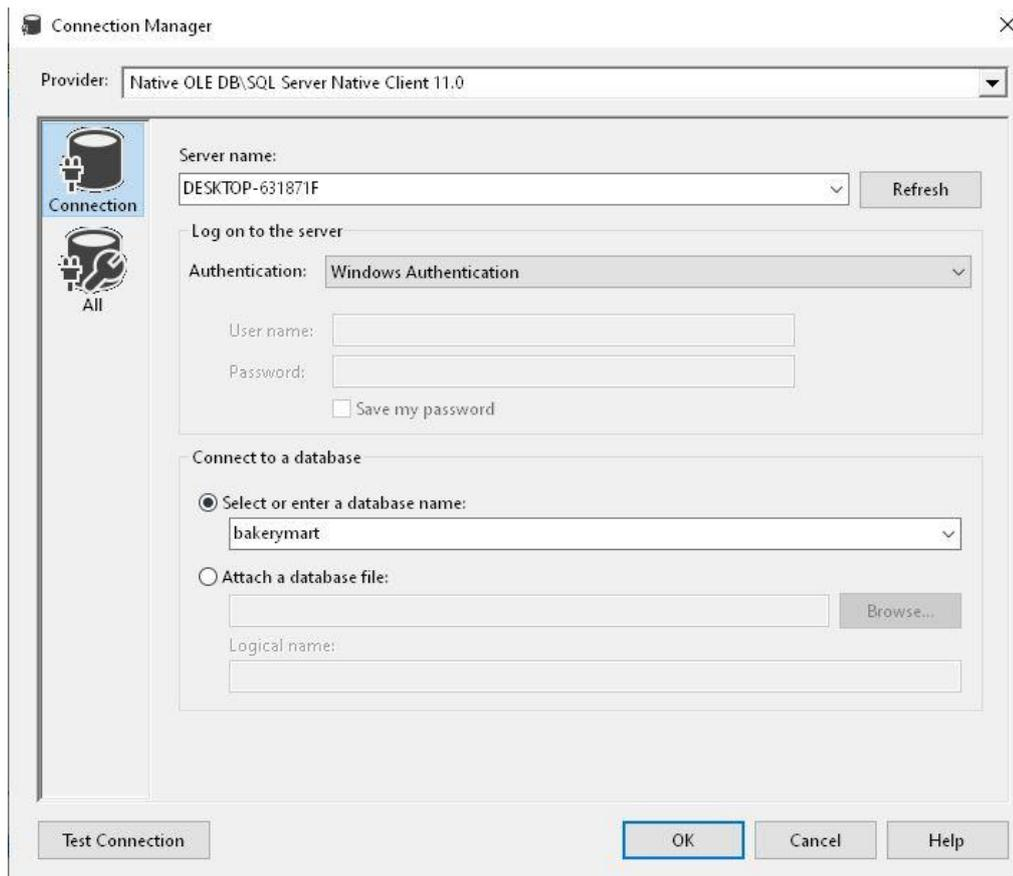 Connection Manager
Provider: Native OLE DB\SQL Server Native Client 11.0
Connection
All
Server name:
DESKTOP-631871F
Refresh
Log on to the server
Authentication: Windows Authentication
User name:
Password:
Save my password
Connect to a database
Select or enter a database name:
bakerymart
Attach a database file:
Browse...
Logical name:
Test Connection
OK
Cancel
Help